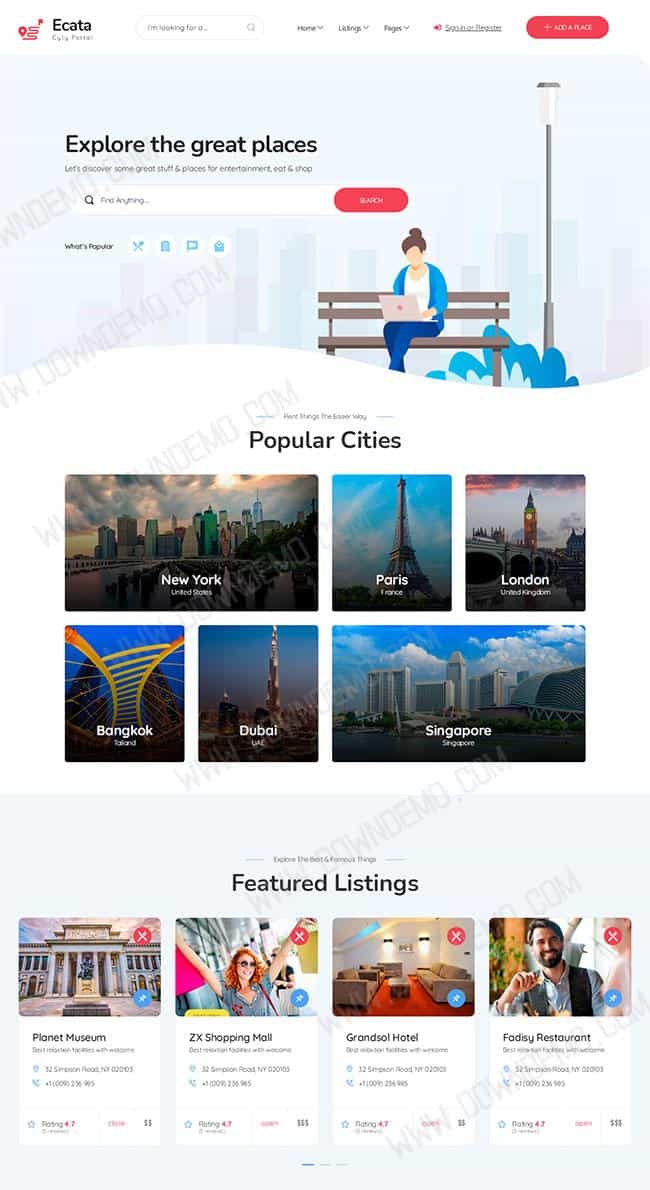 Ecata
Cyty Portal
I'm looking for a ...
Home
Listings
Pages
Sign in or Register
ADD A PLACE
Explore the great places
Let's discover some great stuff & places for entertainment, eat & shop
Find Anything...
SEARCH
What's Popular
Rent Things The Easier Way
Popular Cities
New York
United States
Paris
France
London
United Kingdom
Bangkok
Tailand
Dubai
UAE
Singapore
Singapore
Explore The Best & Famous Things
Featured Listings
Planet Museum
Best relaxtion facilities with welcome
32 Simpson Road, NY 020103
+1 (009) 236 985
Rating 4.7
(5 reviews)
close
$$
ZX Shopping Mall
Best relaxtion facilities with welcome
32 Simpson Road, NY 020103
+1 (009) 236 985
Rating 4.7
(5 reviews)
open
$$$
Grandsol Hotel
Best relaxtion facilities with welcome
32 Simpson Road, NY 020103
+1 (009) 236 985
Rating 4.7
(5 reviews)
open
$$
Fadisy Restaurant
Best relaxtion facilities with welcome
32 Simpson Road, NY 020103
+1 (009) 236 985
Rating 4.7
(5 reviews)
open
$$$
WWW.DOWNDEMO.COM